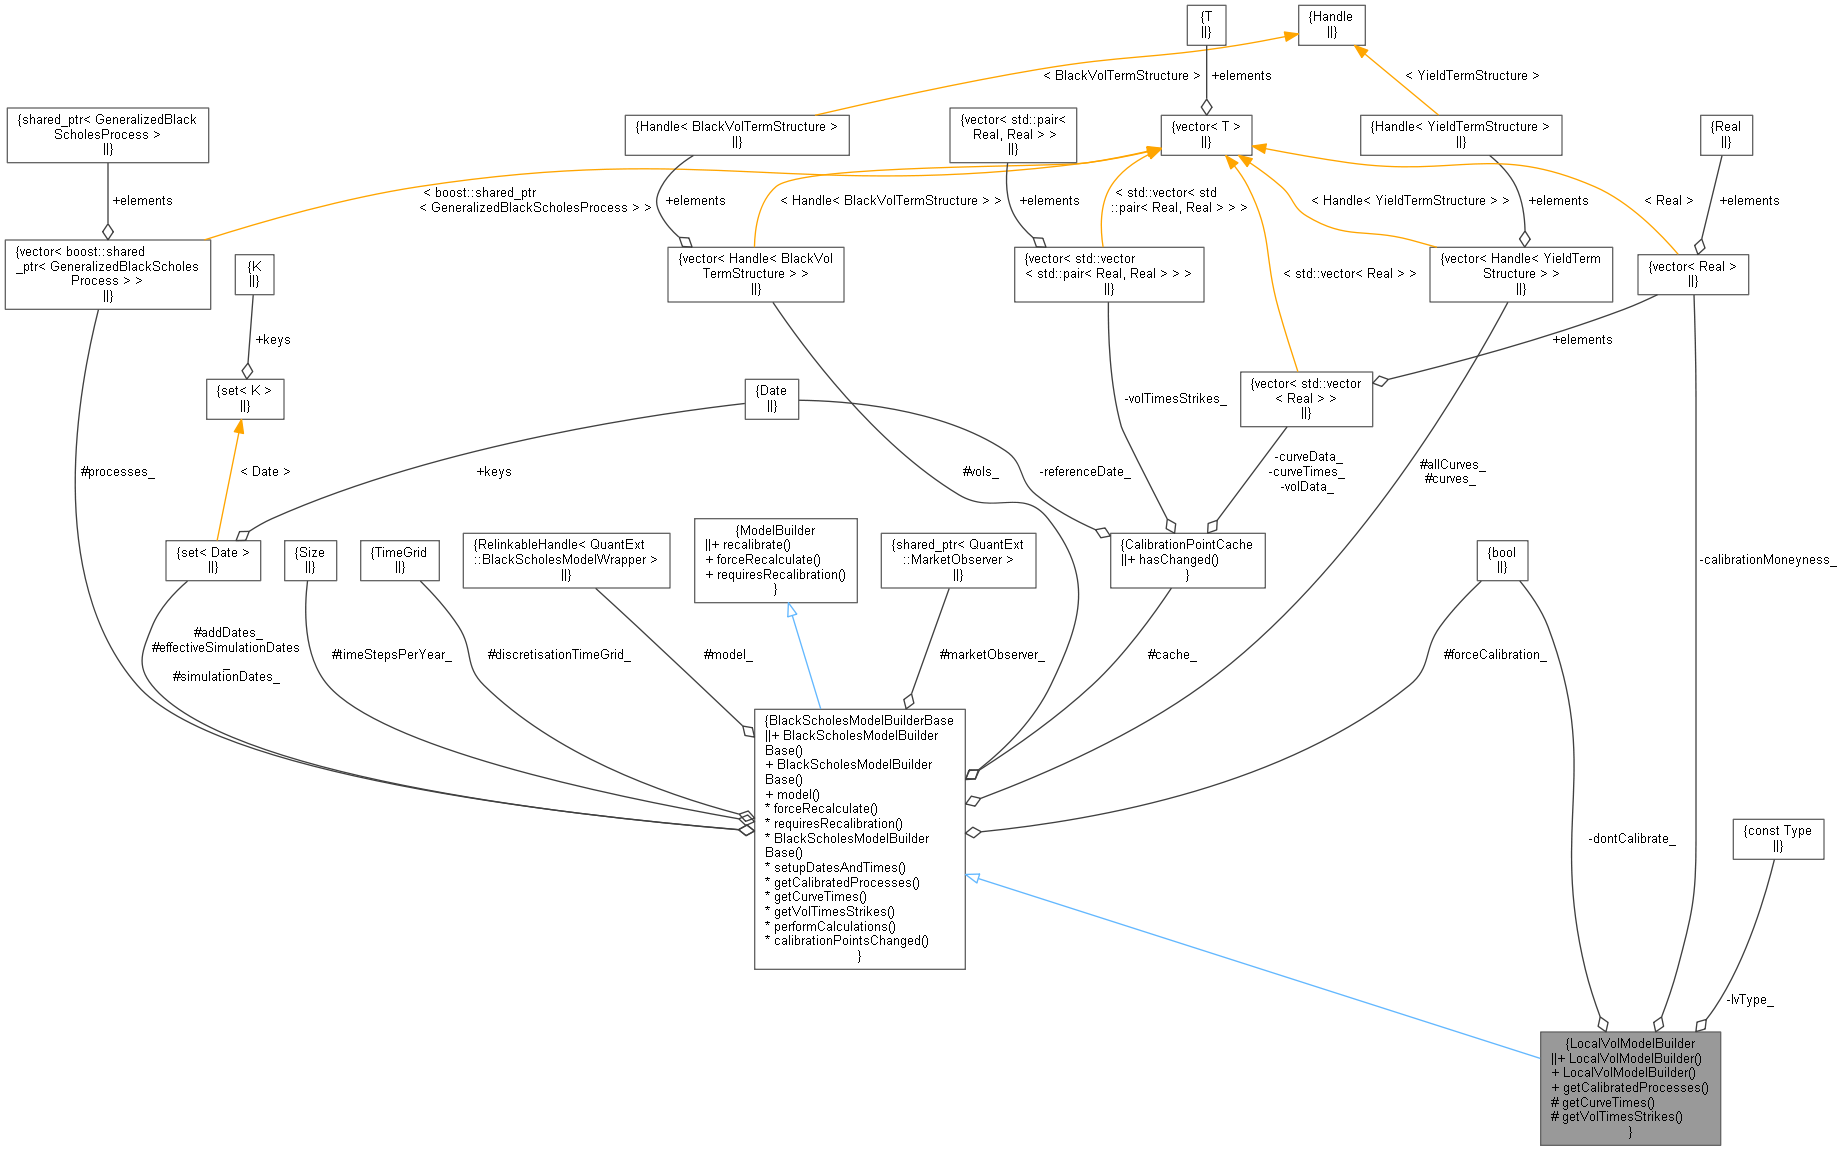 {T
||}
{Handle
||}
< BlackVolTermStructure >
+elements
< YieldTermStructure >
{shared_ptr< GeneralizedBlack
ScholesProcess >
||}
{Handle< BlackVolTermStructure >
||}
{vector< std::pair<
Real, Real > >
||}
{vector< T >
||}
{Handle< YieldTermStructure >
||}
{Real
||}
+elements
< boost::shared_ptr
< GeneralizedBlackScholesProcess > >
+elements
< Handle< BlackVolTermStructure > >
+elements
< std::vector< std
::pair< Real, Real > > >
< Handle< YieldTermStructure > >
+elements
< Real >
+elements
{vector< boost::shared
_ptr< GeneralizedBlackScholes
Process > >
||}
{K
||}
{vector< Handle< BlackVol
TermStructure > >
||}
{vector< std::vector
< std::pair< Real, Real > > >
||}
< std::vector< Real > >
{vector< Handle< YieldTerm
Structure > >
||}
{vector< Real >
||}
+keys
+elements
{set< K >
||}
{Date
||}
-volTimesStrikes_
{vector< std::vector
< Real > >
||}
#processes_
< Date >
+keys
#vols_
-referenceDate_
-curveData_
-curveTimes_
-volData_
#allCurves_
#curves_
{set< Date >
||}
{Size
||}
{TimeGrid
||}
{RelinkableHandle< QuantExt
::BlackScholesModelWrapper >
||}
{ModelBuilder
||+ recalibrate()
+ forceRecalculate()
+ requiresRecalibration()
}
{shared_ptr< QuantExt
::MarketObserver >
||}
{CalibrationPointCache
||+ hasChanged()
}
{bool
||}
-calibrationMoneyness_
#addDates_
#effectiveSimulationDates
_
#simulationDates_
#timeStepsPerYear_
#discretisationTimeGrid_
#model_
#marketObserver_
#cache_
#forceCalibration_
{BlackScholesModelBuilderBase
||+ BlackScholesModelBuilder
Base()
+ BlackScholesModelBuilder
Base()
+ model()
* forceRecalculate()
* requiresRecalibration()
* BlackScholesModelBuilder
Base()
* setupDatesAndTimes()
* getCalibratedProcesses()
* getCurveTimes()
* getVolTimesStrikes()
* performCalculations()
* calibrationPointsChanged()
}
-dontCalibrate_
{const Type
||}
-lvType_
{LocalVolModelBuilder
||+ LocalVolModelBuilder()
+ LocalVolModelBuilder()
+ getCalibratedProcesses()
# getCurveTimes()
# getVolTimesStrikes()
}